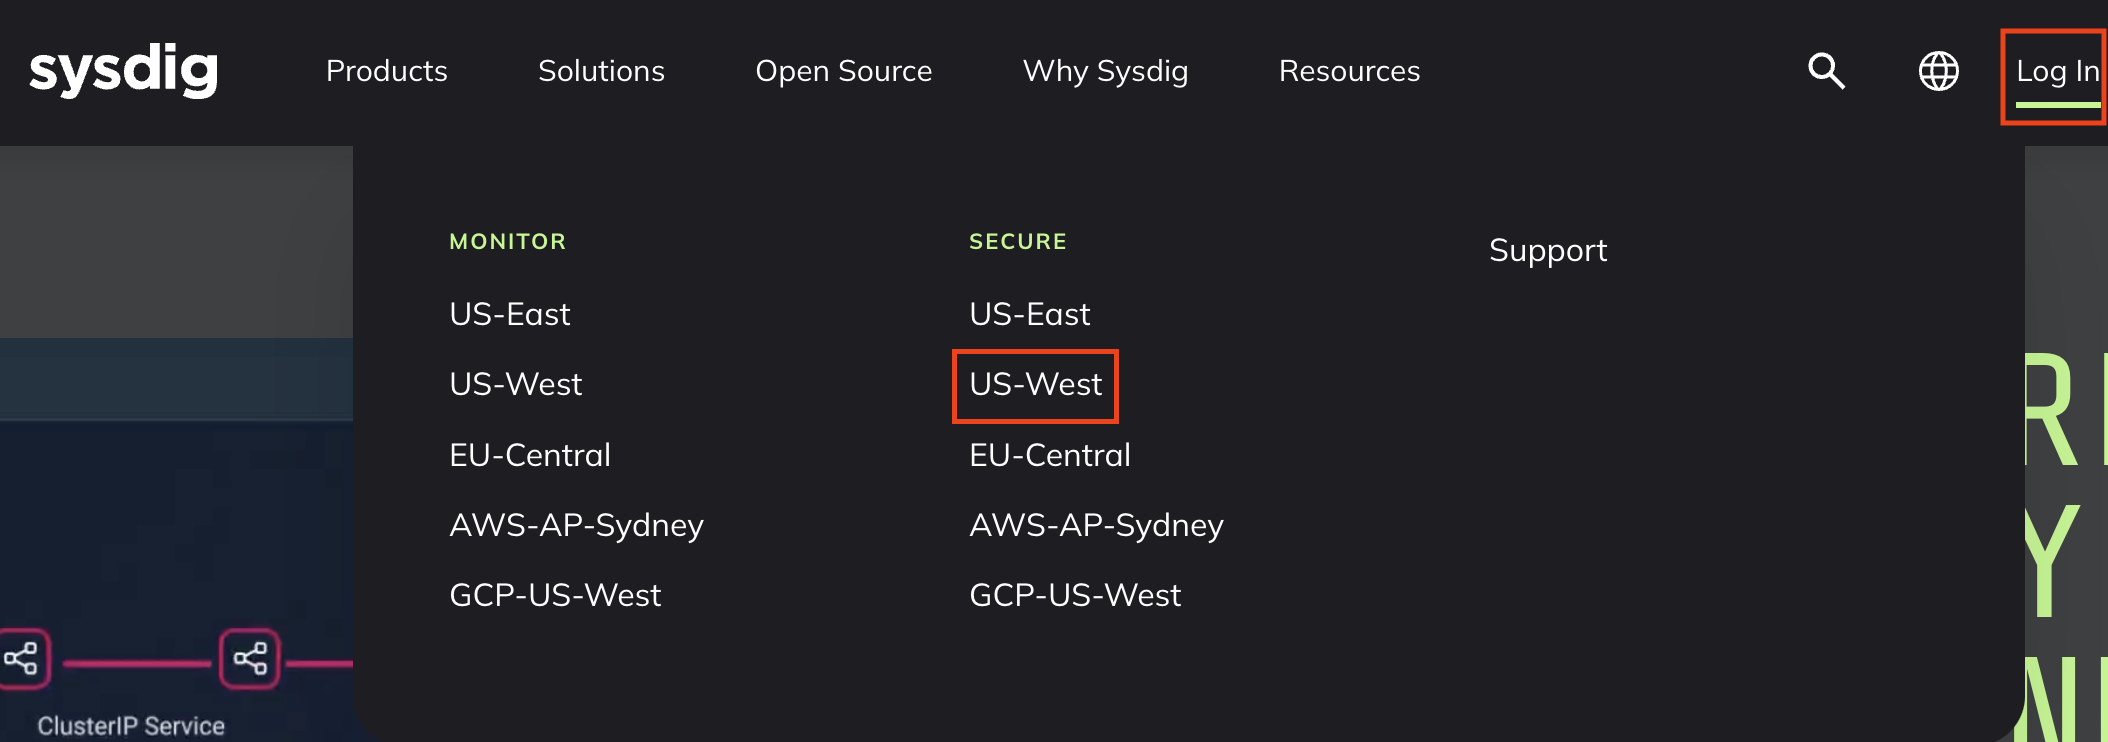 sysdig
Products
Solutions
Open Source
Why Sysdig
Resources
Log In
MONITOR
US-East
US-West
EU-Central
AWS-AP-Sydney
GCP-US-West
SECURE
US-East
US-West
EU-Central
AWS-AP-Sydney
GCP-US-West
Support
ClusterIP Service